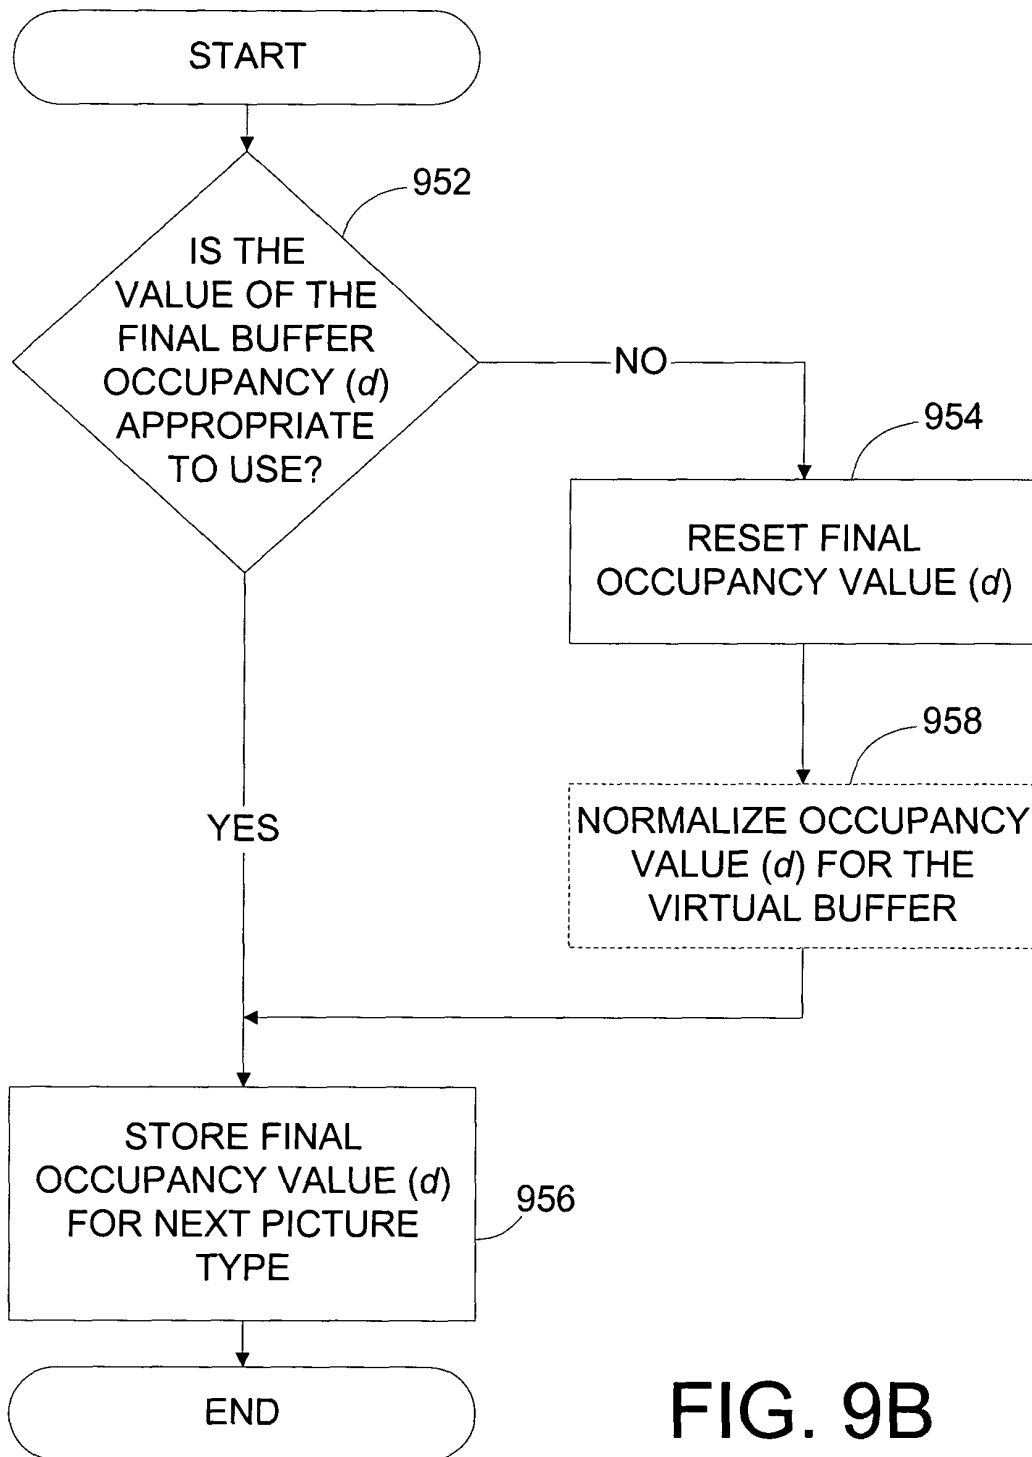 START
952
IS THE
VALUE OF THE
FINAL BUFFER
OCCUPANCY (d)
APPROPRIATE
TO USE?
NO
954
RESET FINAL
OCCUPANCY VALUE (d)
958
NORMALIZE OCCUPANCY
VALUE (d) FOR THE
VIRTUAL BUFFER
YES
STORE FINAL
OCCUPANCY VALUE (d)
FOR NEXT PICTURE
TYPE
956
END
FIG. 9B